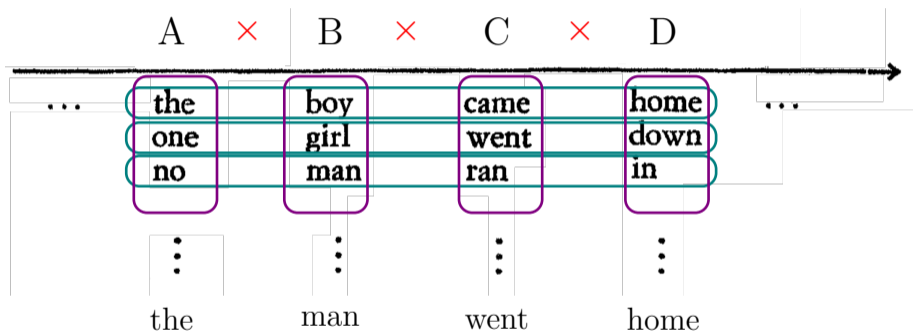 A × B × C × D
... the boy came home ...
one girl went down
no man ran in
⋮ ⋮ ⋮ ⋮
the man went home